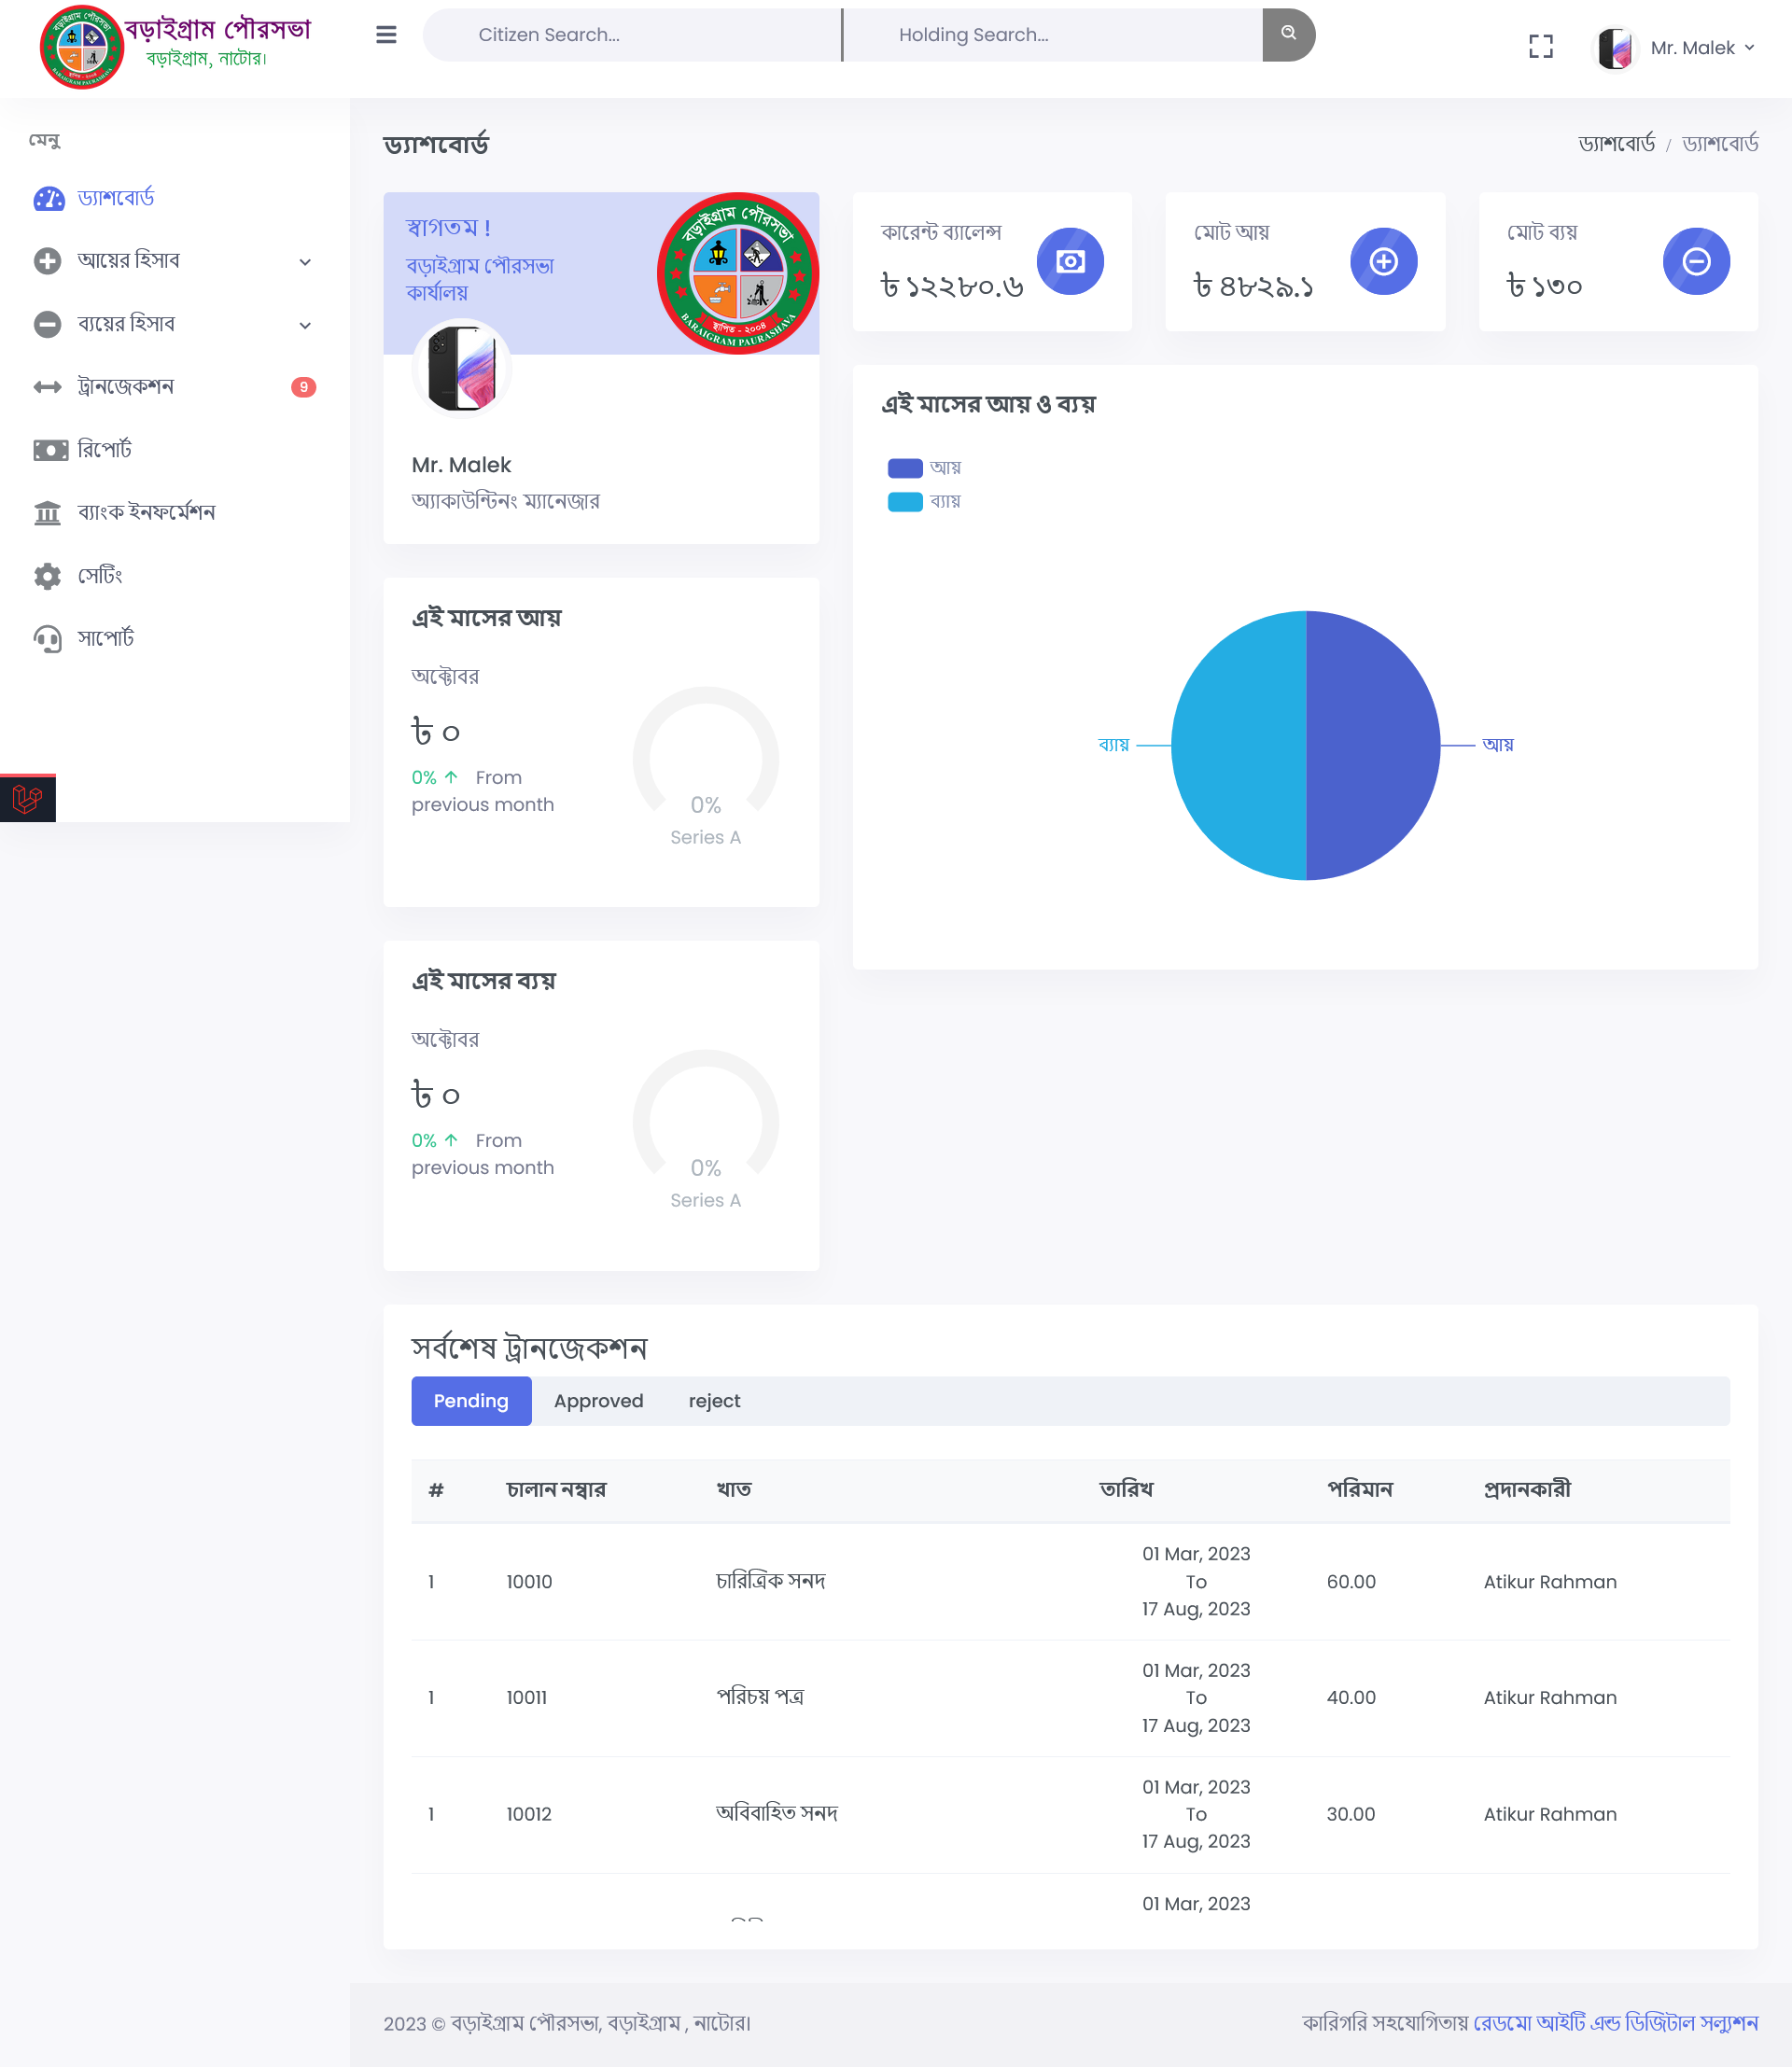 বড়াইগ্রাম পৌরসভা
বড়াইগ্রাম, নাটোর।
Citizen Search...
Holding Search...
Mr. Malek
মেনু
ড্যাশবোর্ড
আয়ের হিসাব
ব্যয়ের হিসাব
ট্রানজেকশন
9
রিপোর্ট
ব্যাংক ইনফর্মেশন
সেটিং
সাপোর্ট
ড্যাশবোর্ড
ড্যাশবোর্ড / ড্যাশবোর্ড
স্বাগতম !
বড়াইগ্রাম পৌরসভা
কার্যালয়
বড়াইগ্রাম পৌরসভা
স্থাপিত - ২০০৪
BARAIGRAM PAURASHAVA
Mr. Malek
অ্যাকাউন্টিনং ম্যানেজার
কারেন্ট ব্যালেন্স
৳ ১২২৮০.৬
মোট আয়
৳ ৪৮২৯.১
মোট ব্যয়
৳ ১৩০
এই মাসের আয় ও ব্যয়
আয়
ব্যায়
ব্যায়
আয়
এই মাসের আয়
অক্টোবর
৳ ০
0% ↑ From
previous month
0%
Series A
এই মাসের ব্যয়
অক্টোবর
৳ ০
0% ↑ From
previous month
0%
Series A
সর্বশেষ ট্রানজেকশন
Pending Approved reject
# চালান নম্বার খাত তারিখ পরিমান প্রদানকারী
01 Mar, 2023
1 10010 চারিত্রিক সনদ To 60.00 Atikur Rahman
17 Aug, 2023
01 Mar, 2023
1 10011 পরিচয় পত্র To 40.00 Atikur Rahman
17 Aug, 2023
01 Mar, 2023
1 10012 অবিবাহিত সনদ To 30.00 Atikur Rahman
17 Aug, 2023
01 Mar, 2023
2023 © বড়াইগ্রাম পৌরসভা, বড়াইগ্রাম , নাটোর।
কারিগরি সহযোগিতায় রেডমো আইটি এন্ড ডিজিটাল সল্যুশন